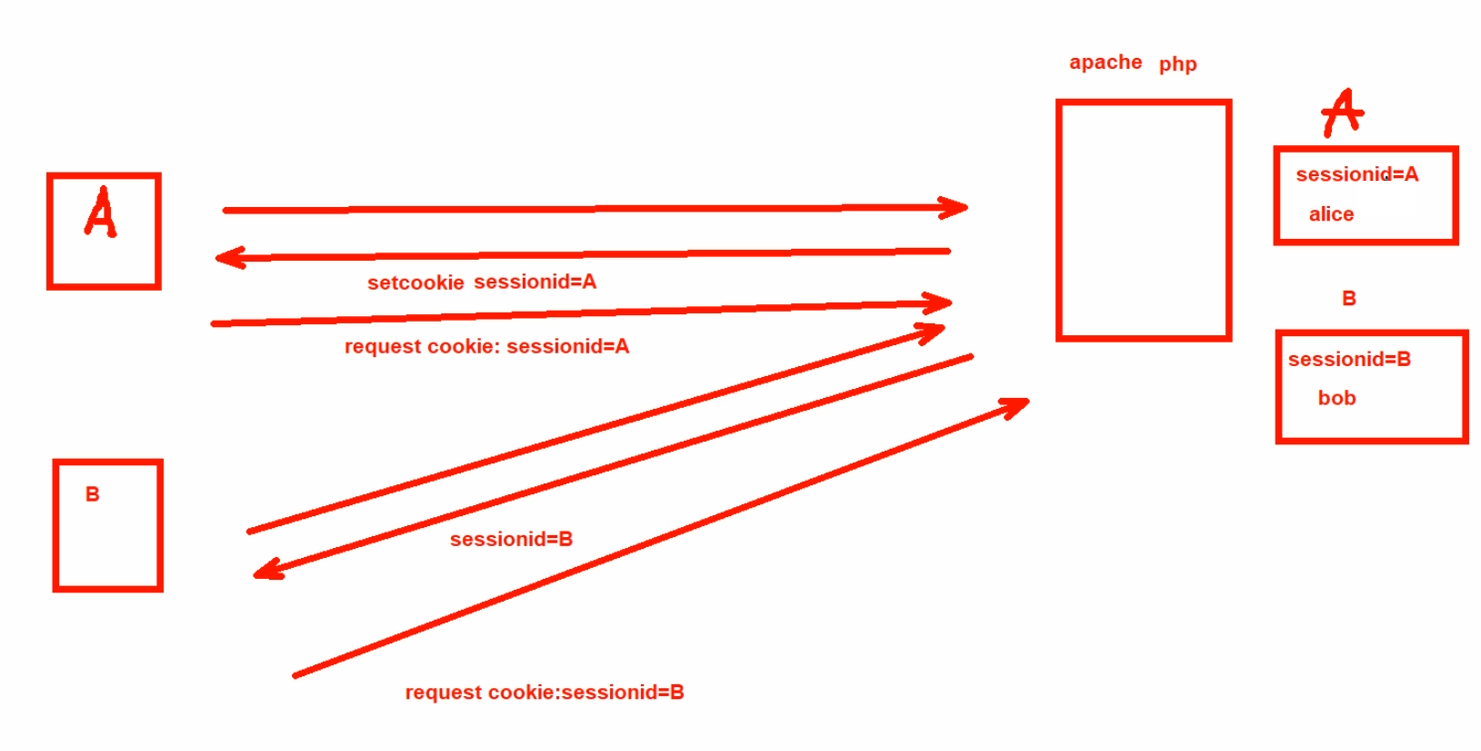 apache php
A
A
sessionid=A
alice
setcookie sessionid=A
request cookie: sessionid=A
B
sessionid=B
bob
B
sessionid=B
request cookie:sessionid=B